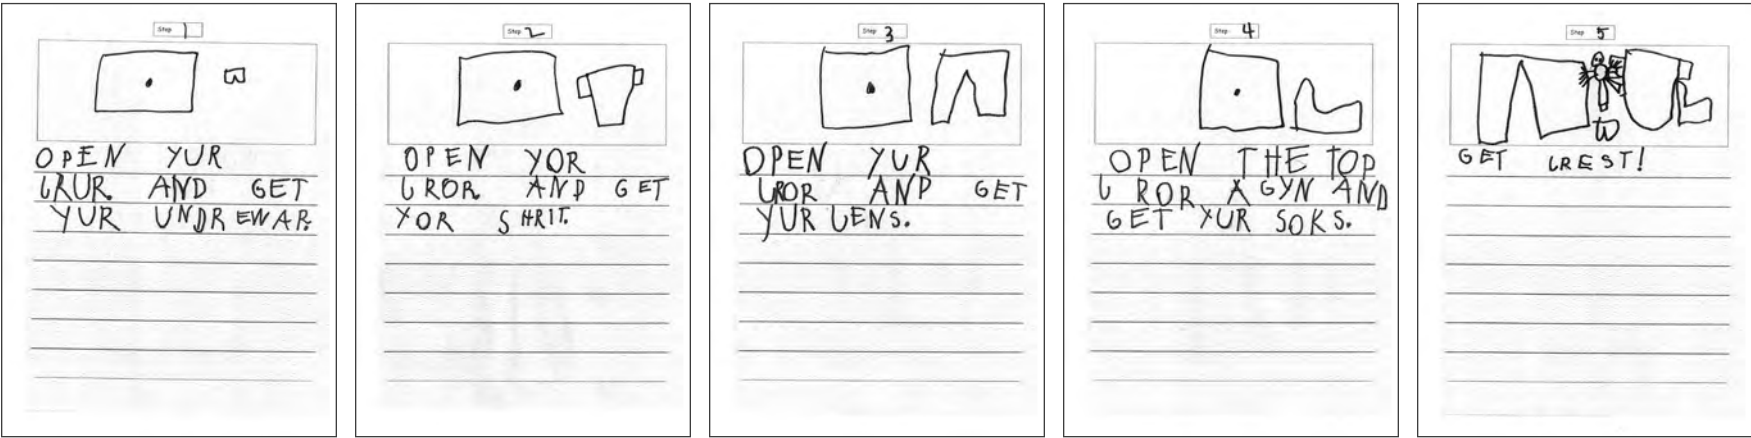 Step 1
OPEN YUR
LRUR AND GET
YUR UNDREWAR.
Step 2
OPEN YOR
LROR AND GET
YOR SHRIT.
Step 3
OPEN YUR
LROR AND GET
YUR LENS.
Step 4
OPEN THE TOP
LROR AGYN AND
GET YUR SOKS.
Step 5
GET LREST!